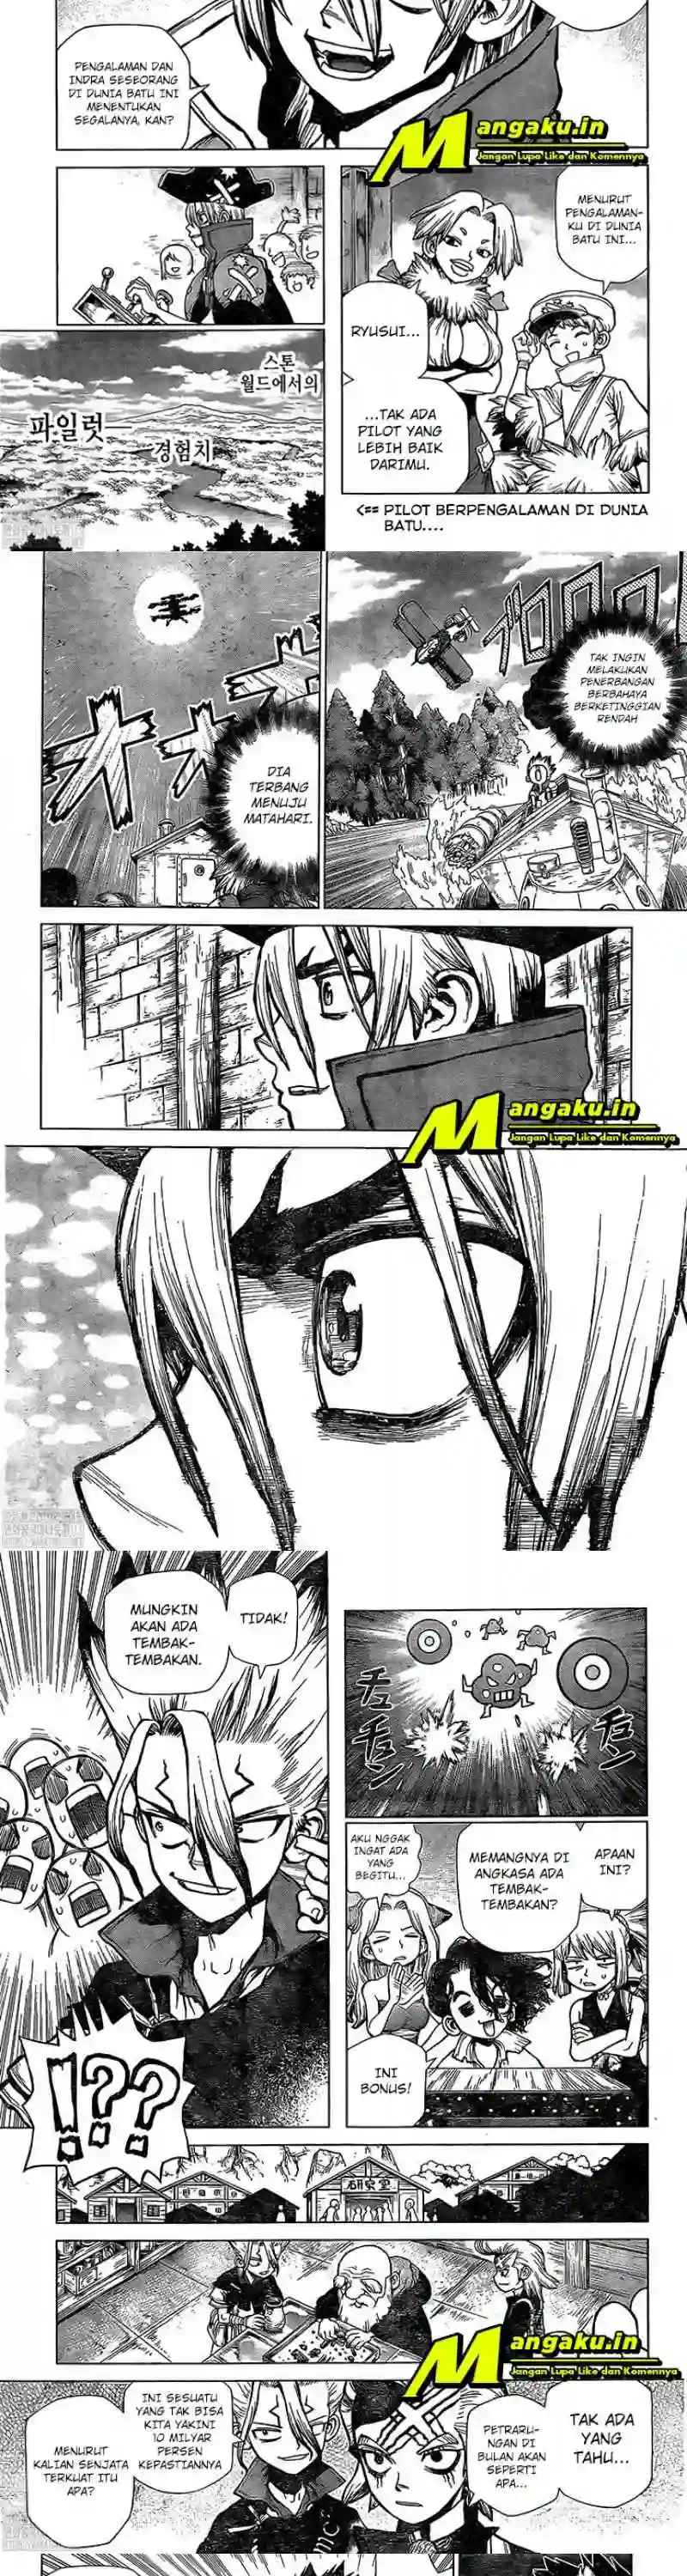 PENGALAMAN DAN
INDRA SESEORANG
DI DUNIA BATU INI
MENENTUKAN
SEGALANYA, KAN?
Mangaku.in
Jangan Lupa Like dan Komennya
MENURUT
PENGALAMAN-
KU DI DUNIA
BATU INI...
RYUSUI...
...TAK ADA
PILOT YANG
LEBIH BAIK
DARIMU.
스톤
월드에서의
파일럿
경험치
<== PILOT BERPENGALAMAN DI DUNIA
BATU....
DIA
TERBANG
MENUJU
MATAHARI.
TAK INGIN
MELAKUKAN
PENERBANGAN
BERBAHAYA
BERKETINGGIAN
RENDAH
Mangaku.in
Jangan Lupa Like dan Komennya
TIDAK!
MUNGKIN
AKAN ADA
TEMBAK-
TEMBAKAN.
!??
APAAN
INI?
MEMANGNYA DI
ANGKASA ADA
TEMBAK-
TEMBAKAN?
AKU NGGAK
INGAT ADA
YANG
BEGITU...
INI
BONUS!
研究室
Mangaku.in
Jangan Lupa Like dan Komennya
TAK ADA
YANG
TAHU...
PETRARU-
NGAN DI
BULAN AKAN
SEPERTI
APA...
INI SESUATU
YANG TAK BISA
KITA YAKINI
10 MILYAR
PERSEN
KEPASTIANNYA
MENURUT
KALIAN SENJATA
TERKUAT ITU
APA?